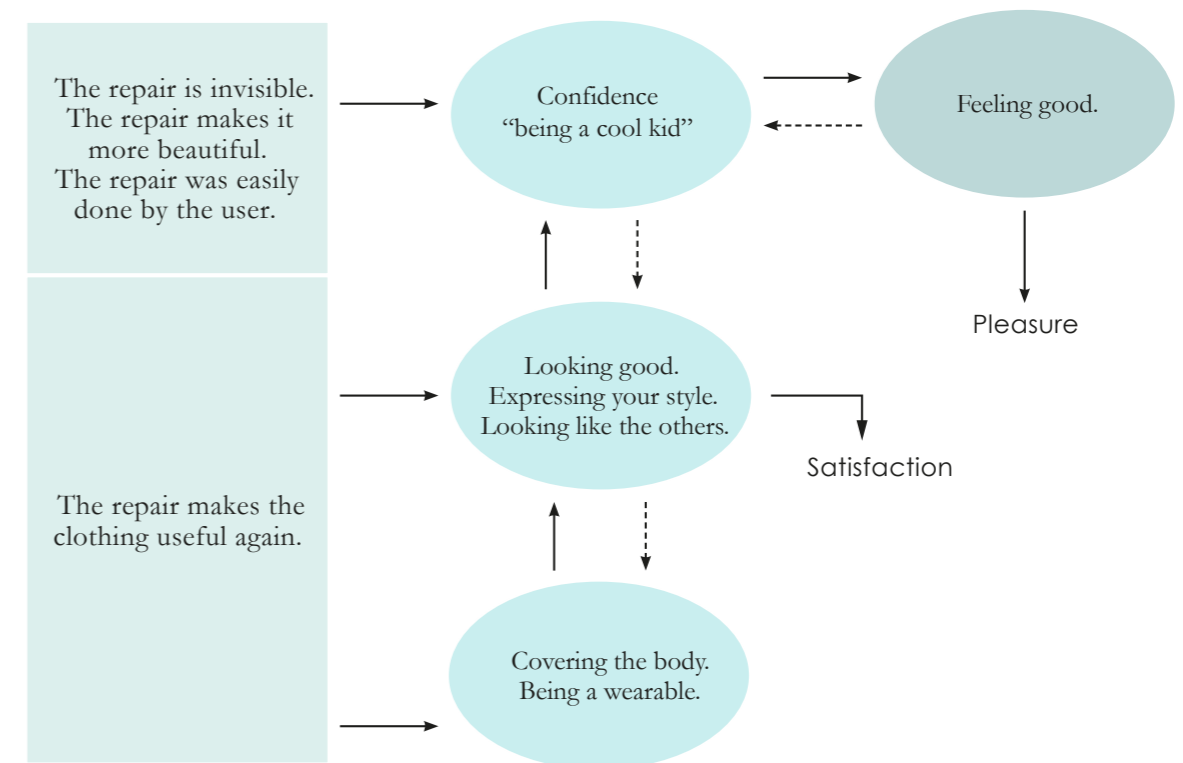 The repair is invisible.
The repair makes it
more beautiful.
The repair was easily
done by the user.
Confidence
“being a cool kid”
Feeling good.
Pleasure
Looking good.
Expressing your style.
Looking like the others.
Satisfaction
The repair makes the
clothing useful again.
Covering the body.
Being a wearable.